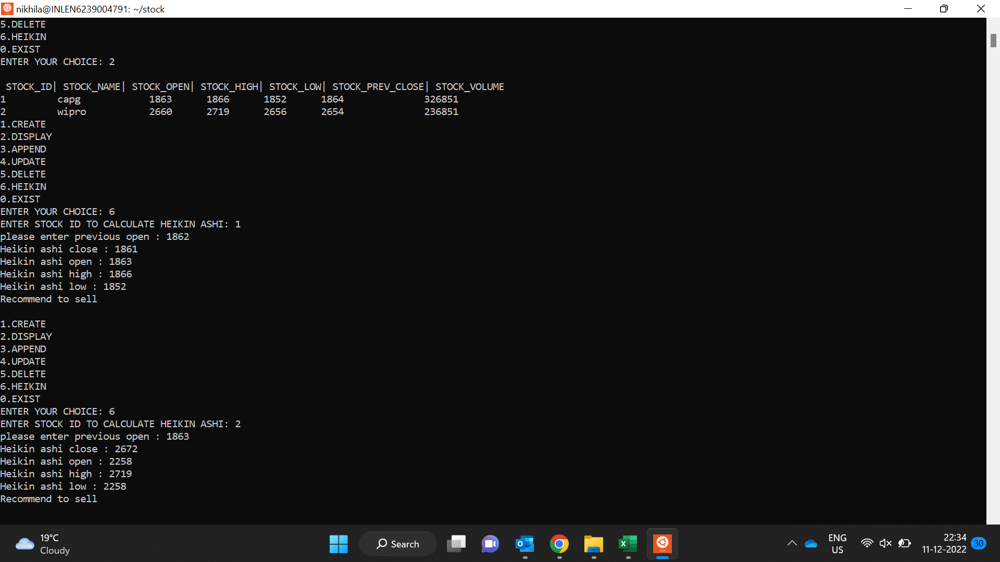 nikhila@INLEN6239004791: ~/stock
5.DELETE
6.HEIKIN
0.EXIST
ENTER YOUR CHOICE: 2
STOCK_ID| STOCK_NAME| STOCK_OPEN| STOCK_HIGH| STOCK_LOW| STOCK_PREV_CLOSE| STOCK_VOLUME
1 capg 1863 1866 1852 1864 326851
2 wipro 2660 2719 2656 2654 236851
1.CREATE
2.DISPLAY
3.APPEND
4.UPDATE
5.DELETE
6.HEIKIN
0.EXIST
ENTER YOUR CHOICE: 6
ENTER STOCK ID TO CALCULATE HEIKIN ASHI: 1
please enter previous open : 1862
Heikin ashi close : 1861
Heikin ashi open : 1863
Heikin ashi high : 1866
Heikin ashi low : 1852
Recommend to sell
1.CREATE
2.DISPLAY
3.APPEND
4.UPDATE
5.DELETE
6.HEIKIN
0.EXIST
ENTER YOUR CHOICE: 6
ENTER STOCK ID TO CALCULATE HEIKIN ASHI: 2
please enter previous open : 1863
Heikin ashi close : 2672
Heikin ashi open : 2258
Heikin ashi high : 2719
Heikin ashi low : 2258
Recommend to sell
19°C
Cloudy
Search
ENG
US
22:34
11-12-2022
30